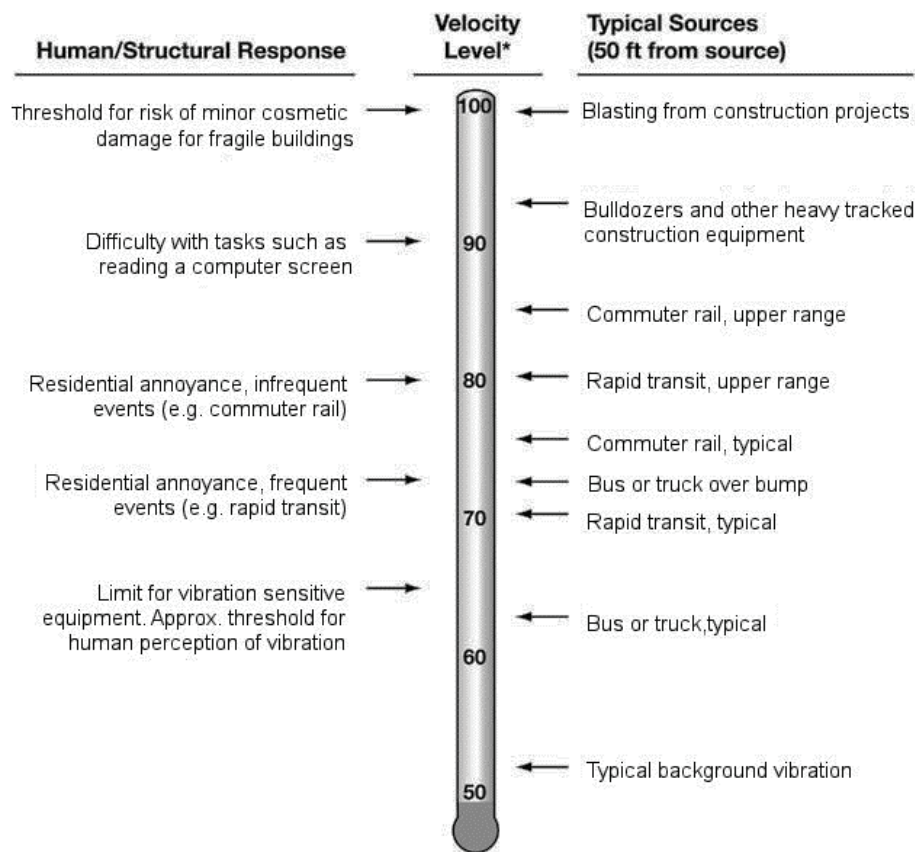 Human/Structural Response
Velocity
Level*
Typical Sources
(50 ft from source)
Threshold for risk of minor cosmetic
damage for fragile buildings
100
Blasting from construction projects
Bulldozers and other heavy tracked
construction equipment
Difficulty with tasks such as
reading a computer screen
90
Commuter rail, upper range
Residential annoyance, infrequent
events (e.g. commuter rail)
80
Rapid transit, upper range
Commuter rail, typical
Residential annoyance, frequent
events (e.g. rapid transit)
Bus or truck over bump
70
Rapid transit, typical
Limit for vibration sensitive
equipment. Approx. threshold for
human perception of vibration
Bus or truck,typical
60
Typical background vibration
50